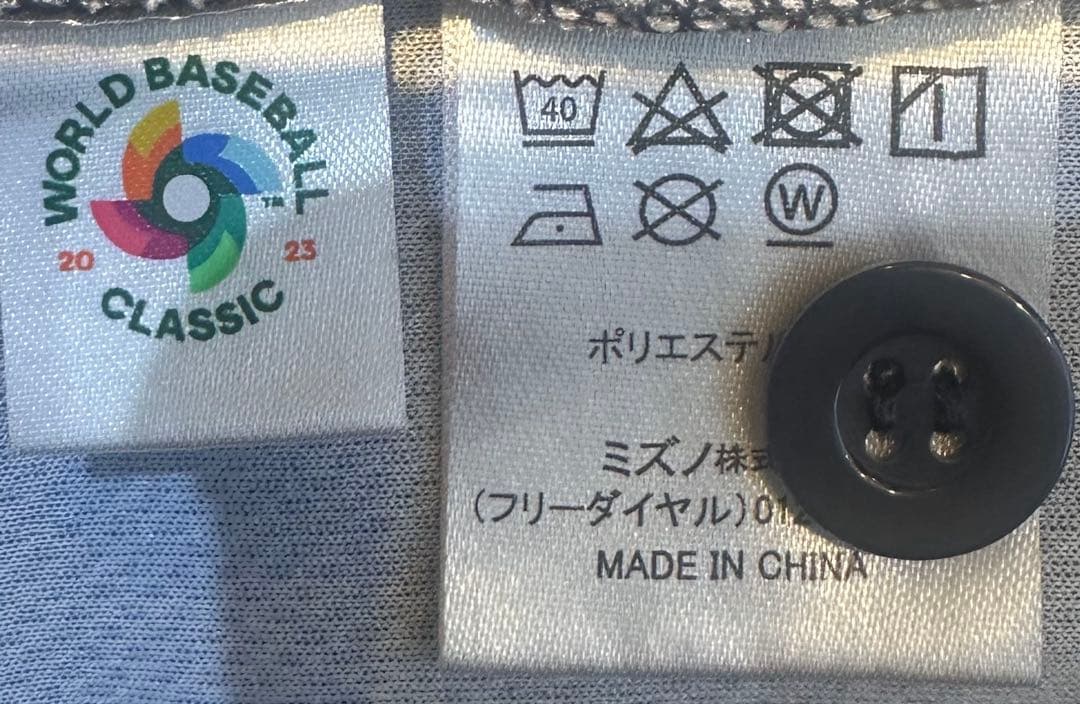 WORLD BASEBALL
20 23
CLASSIC
40
W
ポリエステル
ミズノ株式
(フリーダイヤル)012
MADE IN CHINA